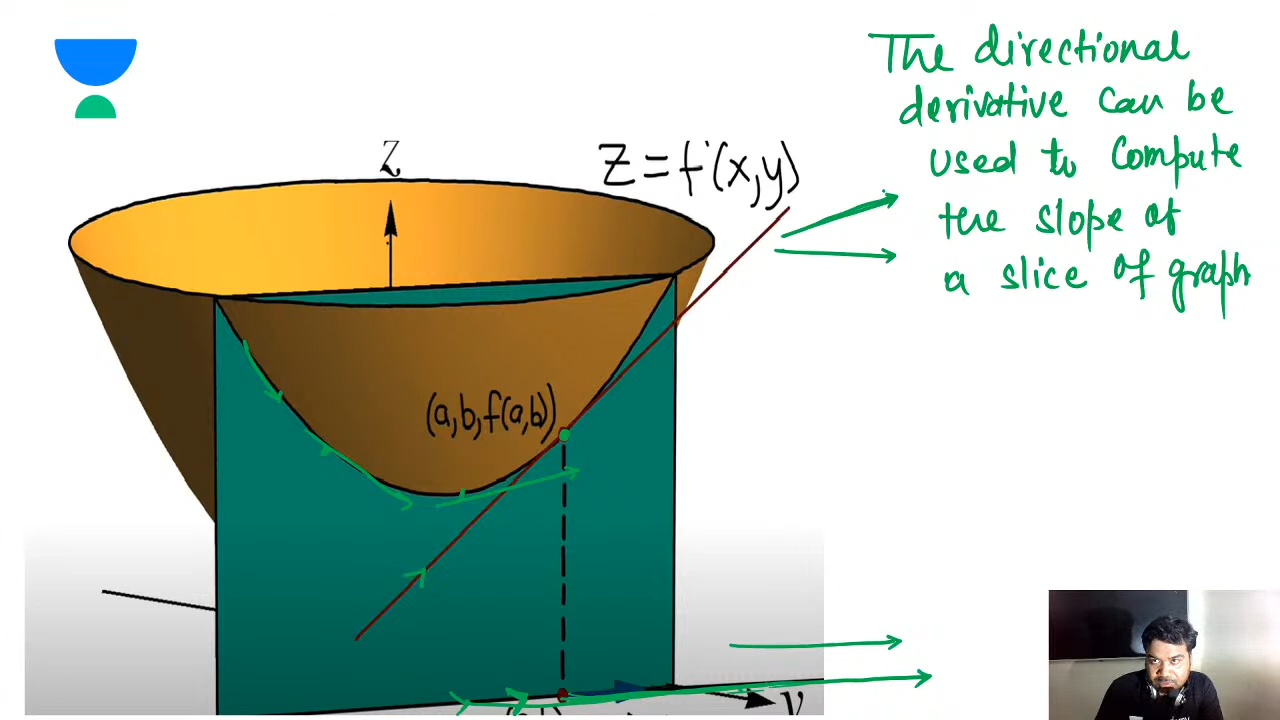 The directional
derivative can be
used to compute
the slope of
a slice of graph
Z
Z = f(x,y)
(a,b,f(a,b))
y